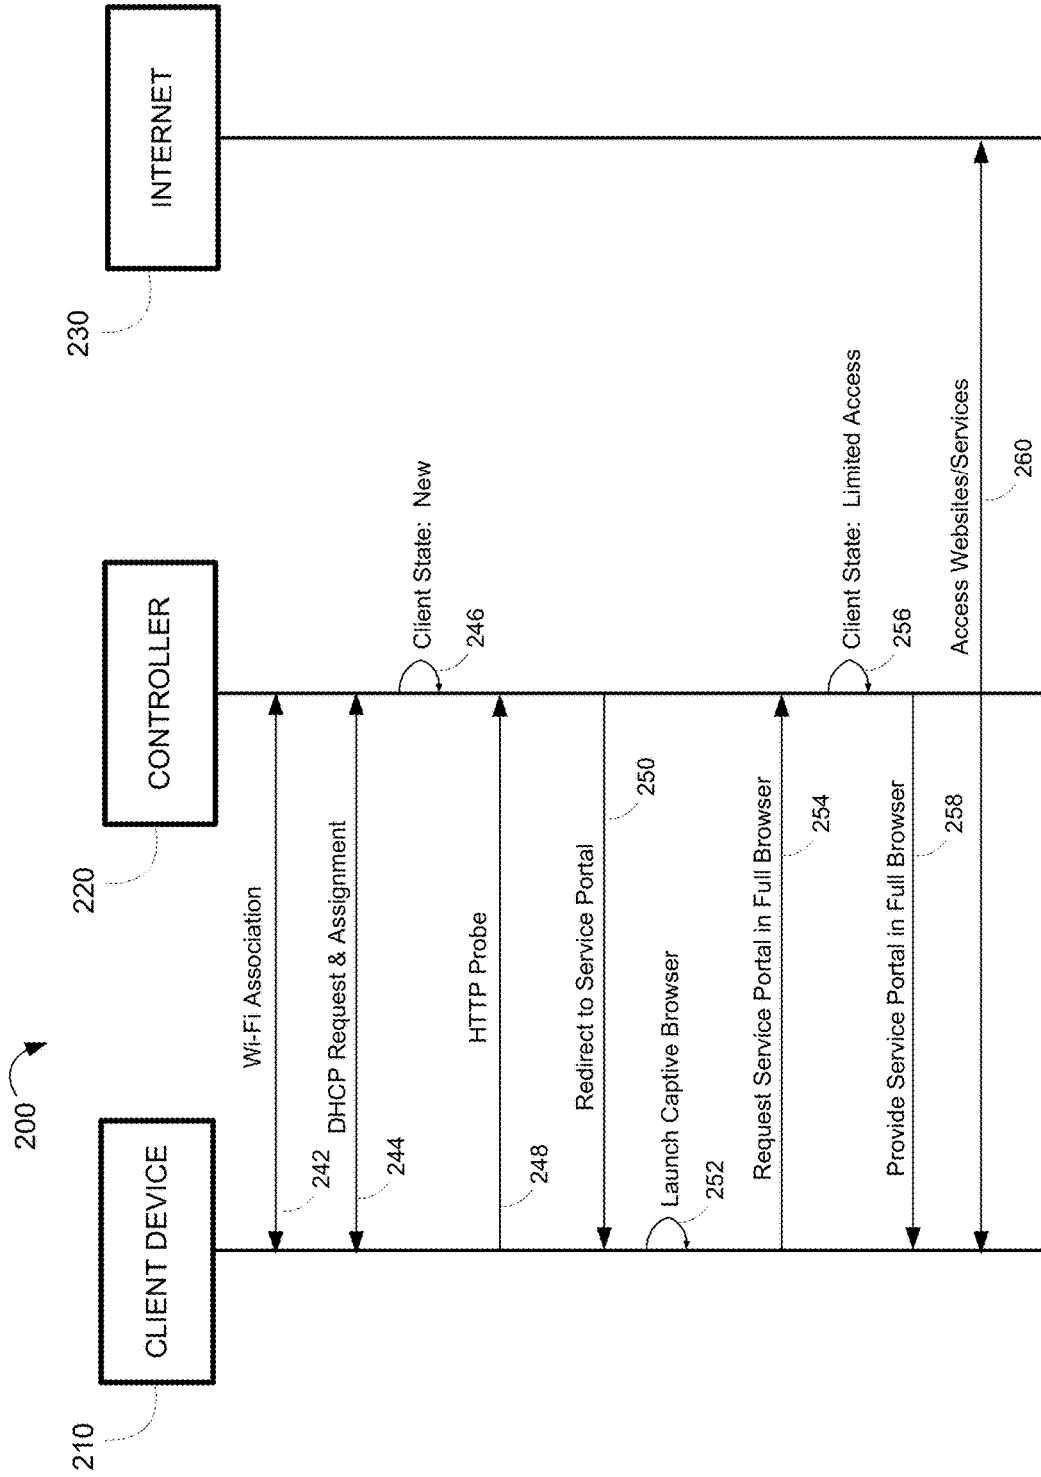 200
210
CLIENT DEVICE
220
CONTROLLER
230
INTERNET
Wi-Fi Association
242
DHCP Request & Assignment
244
Client State: New
246
HTTP Probe
248
Redirect to Service Portal
250
Launch Captive Browser
252
Request Service Portal in Full Browser
254
Client State: Limited Access
256
Provide Service Portal in Full Browser
258
Access Websites/Services
260